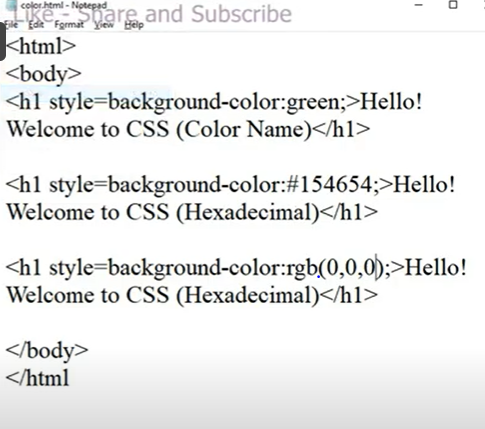 color.html - Notepad
Like - Share and Subscribe
File Edit Format View Help
<html>
<body>
<h1 style=background-color:green;>Hello!
Welcome to CSS (Color Name)</h1>
<h1 style=background-color:#154654;>Hello!
Welcome to CSS (Hexadecimal)</h1>
<h1 style=background-color:rgb(0,0,0);>Hello!
Welcome to CSS (Hexadecimal)</h1>
</body>
</html